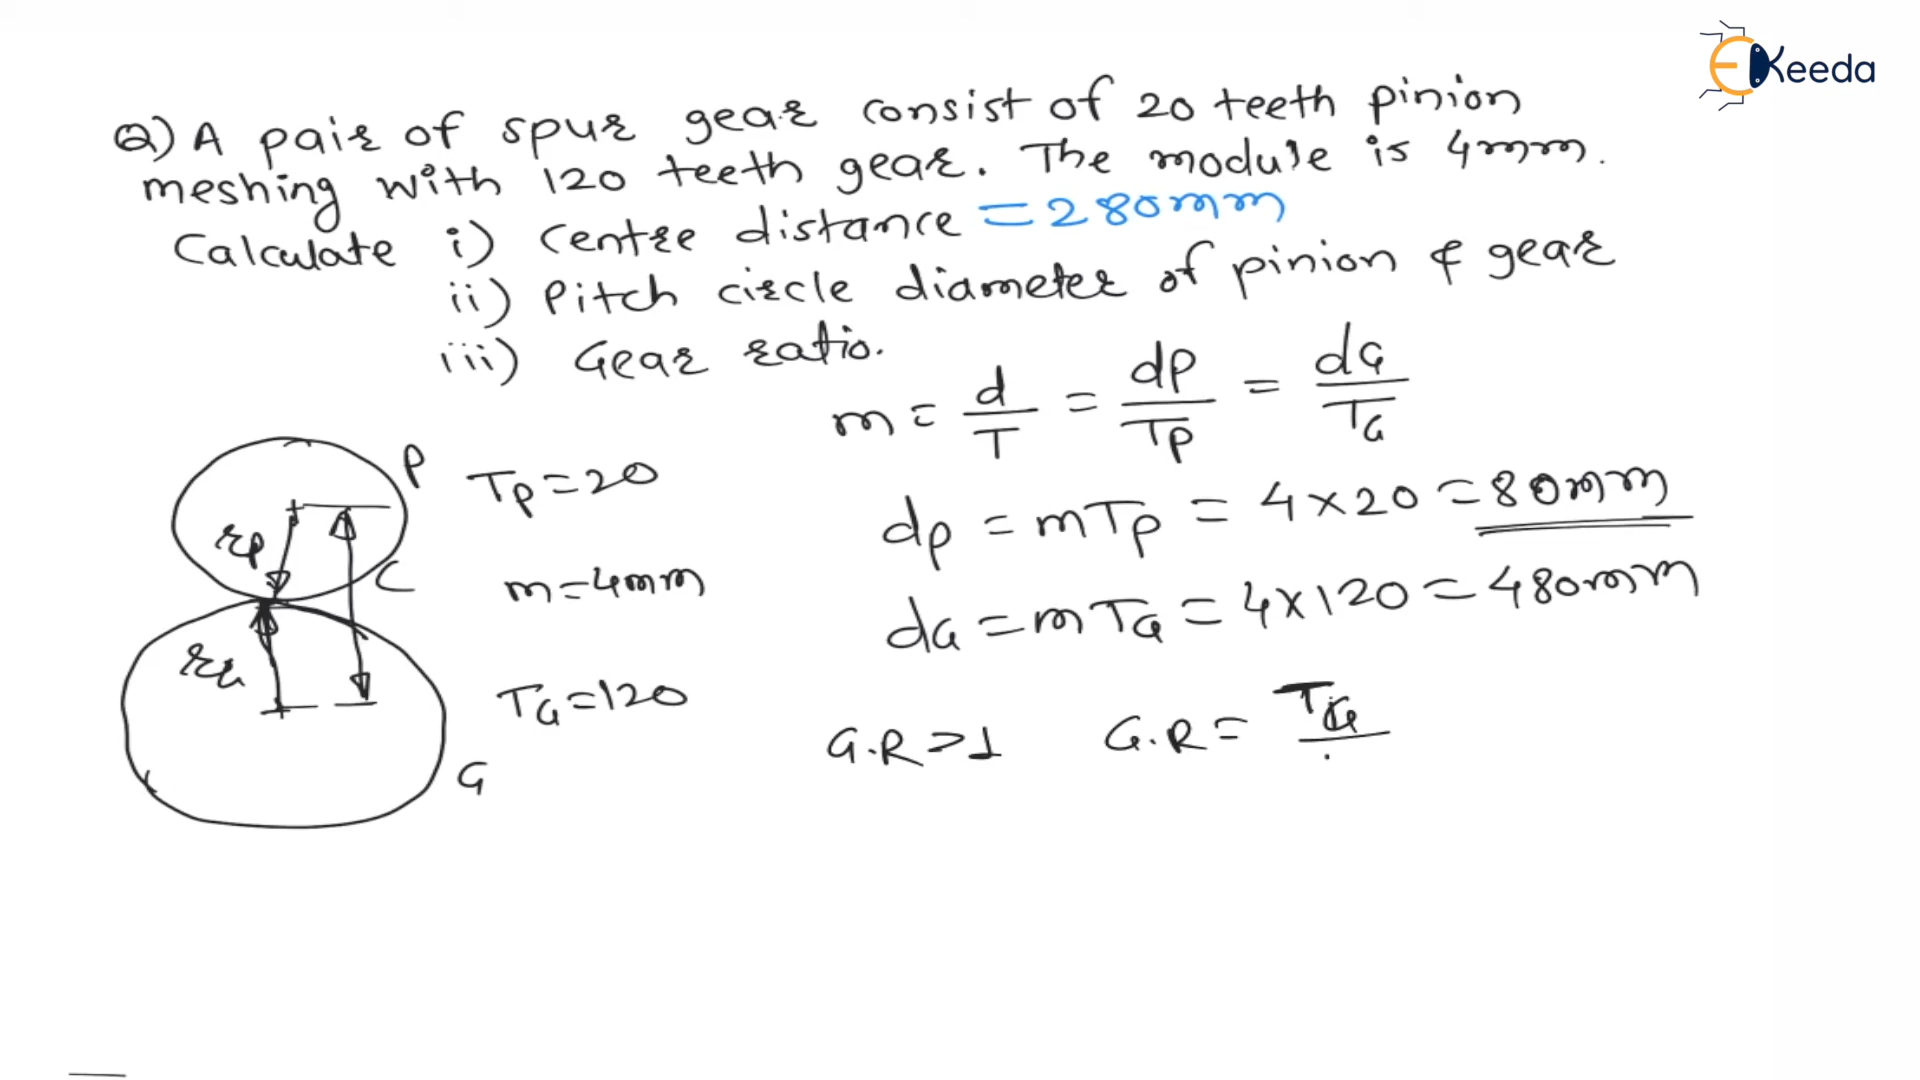 EKeeda
Q) A pair of spur gear consist of 20 teeth pinion
meshing with 120 teeth gear. The module is 4mm.
Calculate i) Centre distance = 280mm
ii) Pitch circle diameter of pinion & gear
iii) Gear ratio.
m = d/T = dp/Tp = dG/TG
P
Tp = 20
dp = mTp = 4 × 20 = 80mm
rp
C
m = 4mm
dG = mTG = 4 × 120 = 480mm
rG
TG = 120
G.R > 1 G.R = TG
G